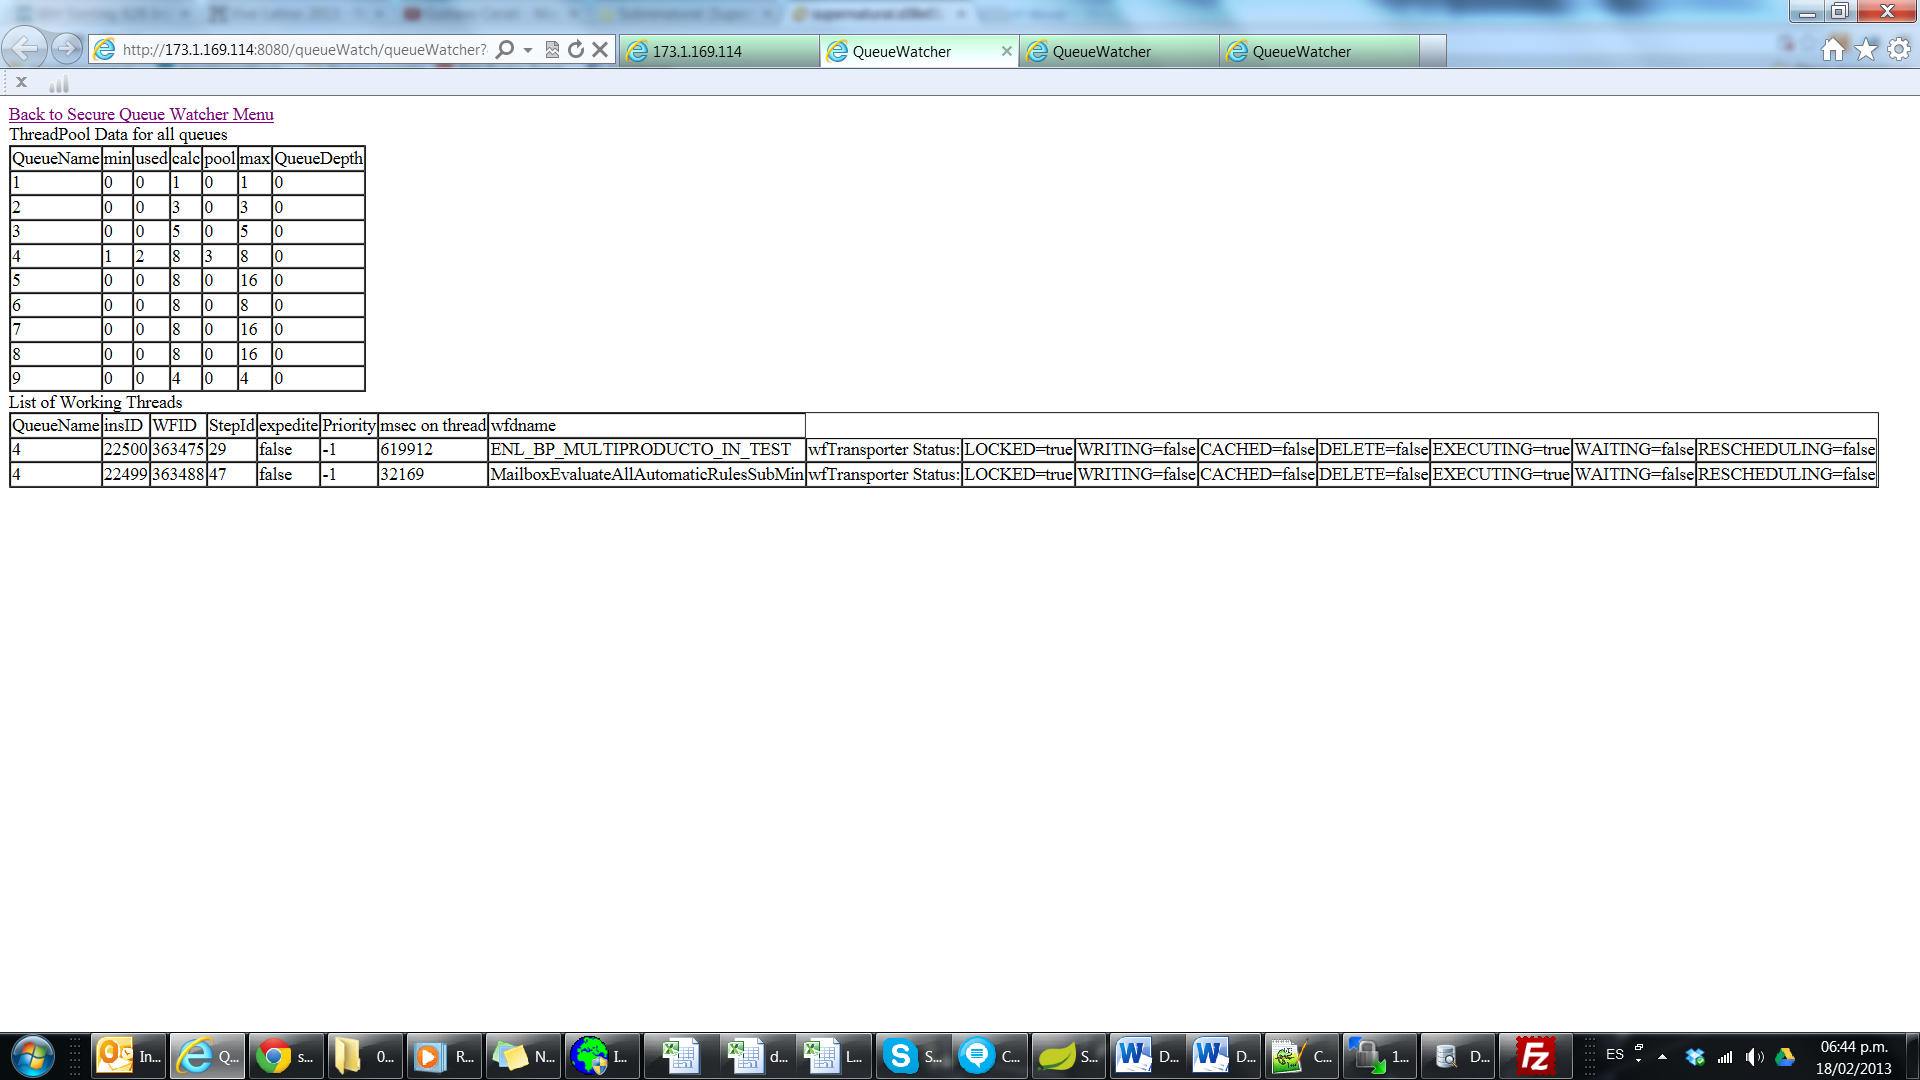 http://173.1.169.114:8080/queueWatch/queueWatcher?
173.1.169.114
QueueWatcher
QueueWatcher
QueueWatcher
Back to Secure Queue Watcher Menu
ThreadPool Data for all queues
QueueName min used calc pool max QueueDepth
1 0 0 1 0 1 0
2 0 0 3 0 3 0
3 0 0 5 0 5 0
4 1 2 8 3 8 0
5 0 0 8 0 16 0
6 0 0 8 0 8 0
7 0 0 8 0 16 0
8 0 0 8 0 16 0
9 0 0 4 0 4 0
List of Working Threads
QueueName insID WFID StepId expedite Priority msec on thread wfdname
4 22500 363475 29 false -1 619912 ENL_BP_MULTIPRODUCTO_IN_TEST wfTransporter Status: LOCKED=true WRITING=false CACHED=false DELETE=false EXECUTING=true WAITING=false RESCHEDULING=false
4 22499 363488 47 false -1 32169 MailboxEvaluateAllAutomaticRulesSubMin wfTransporter Status: LOCKED=true WRITING=false CACHED=false DELETE=false EXECUTING=true WAITING=false RESCHEDULING=false
In... Q... s... 0... R... N... I... d... L... S... C... S... D... D... C... 1... D... ES 06:44 p.m.
18/02/2013